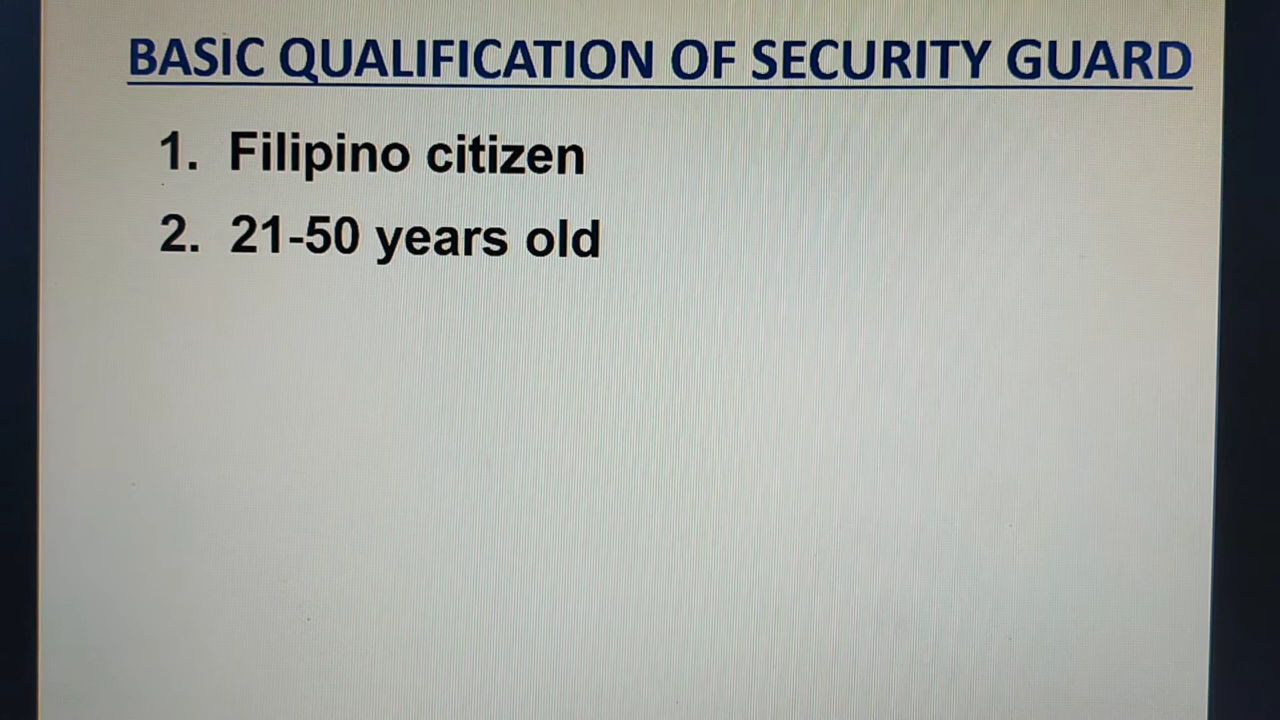 BASIC QUALIFICATION OF SECURITY GUARD
1. Filipino citizen
2. 21-50 years old